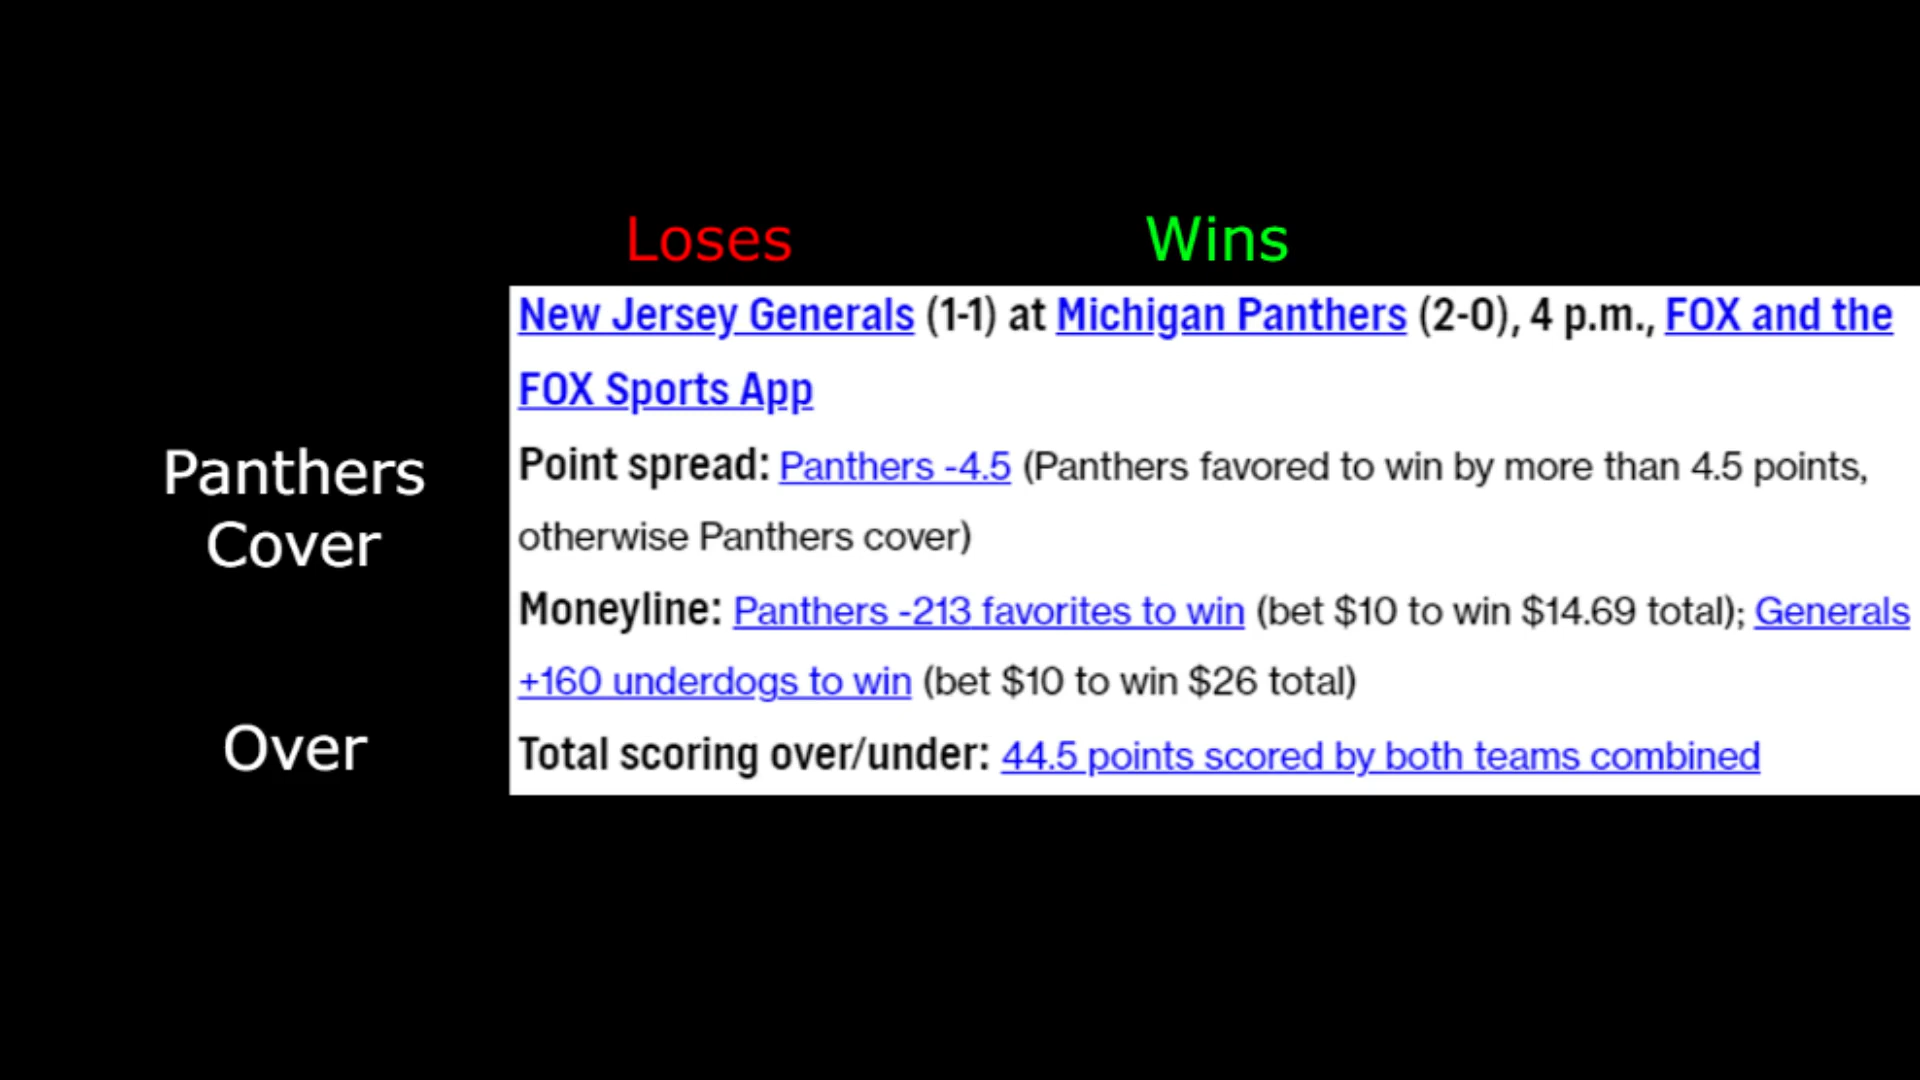 Loses Wins
New Jersey Generals (1-1) at Michigan Panthers (2-0), 4 p.m., FOX and the
FOX Sports App
Panthers
Cover
Point spread: Panthers -4.5 (Panthers favored to win by more than 4.5 points,
otherwise Panthers cover)
Moneyline: Panthers -213 favorites to win (bet $10 to win $14.69 total); Generals
+160 underdogs to win (bet $10 to win $26 total)
Over
Total scoring over/under: 44.5 points scored by both teams combined